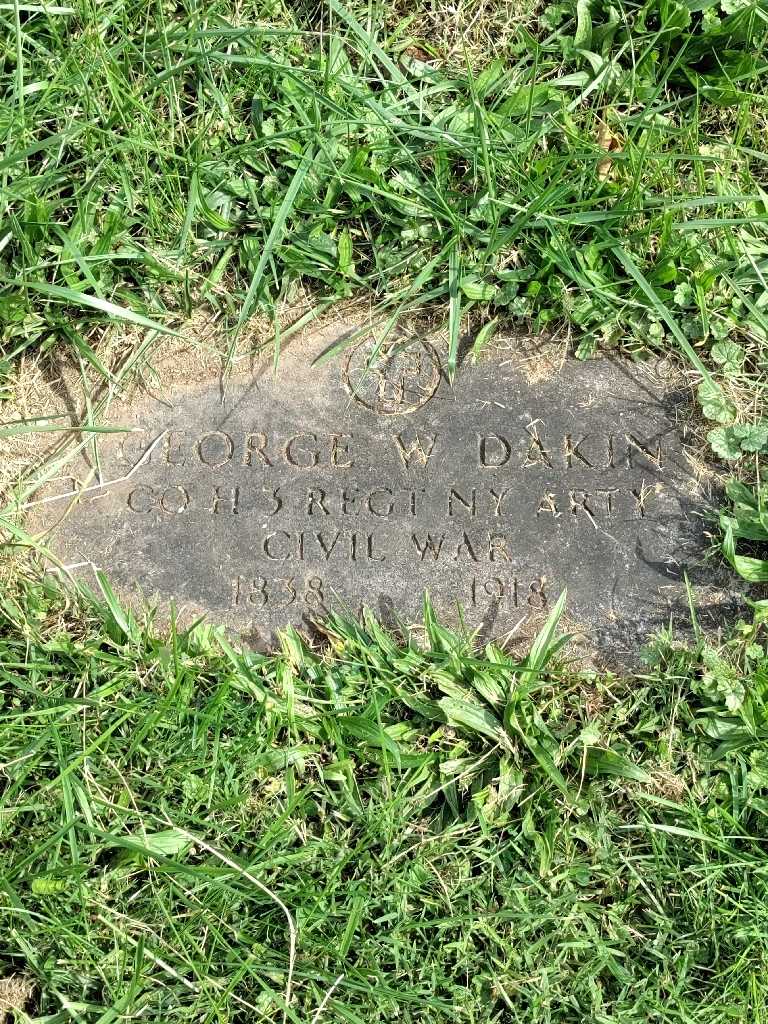 GEORGE W DAKIN
CO H 3 REGT NY ARTY
CIVIL WAR
1838 1918